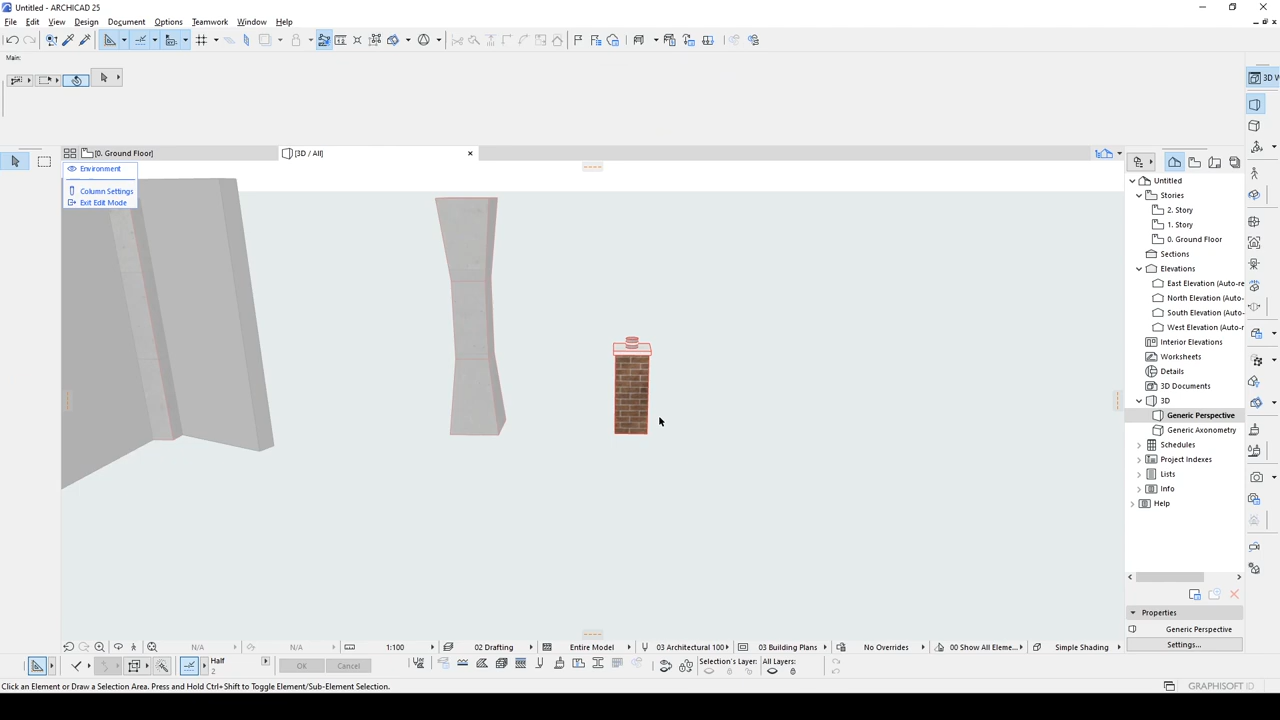 Untitled - ARCHICAD 25
File Edit View Design Document Options Teamwork Window Help
Main:
3D
[0. Ground Floor]
[3D / All]
Environment
Column Settings
Exit Edit Mode
Untitled
Stories
2. Story
1. Story
0. Ground Floor
Sections
Elevations
East Elevation (Auto-re
North Elevation (Auto-
South Elevation (Auto-
West Elevation (Auto-r
Interior Elevations
Worksheets
Details
3D Documents
3D
Generic Perspective
Generic Axonometry
Schedules
Project Indexes
Lists
Info
Help
Properties
Generic Perspective
Settings...
N/A N/A 1:100 02 Drafting Entire Model 03 Architectural 100 03 Building Plans No Overrides 00 Show All Eleme... Simple Shading
Half
2
OK Cancel
Selection's Layer: All Layers:
Click an Element or Draw a Selection Area. Press and Hold Ctrl+Shift to Toggle Element/Sub-Element Selection.
GRAPHISOFT